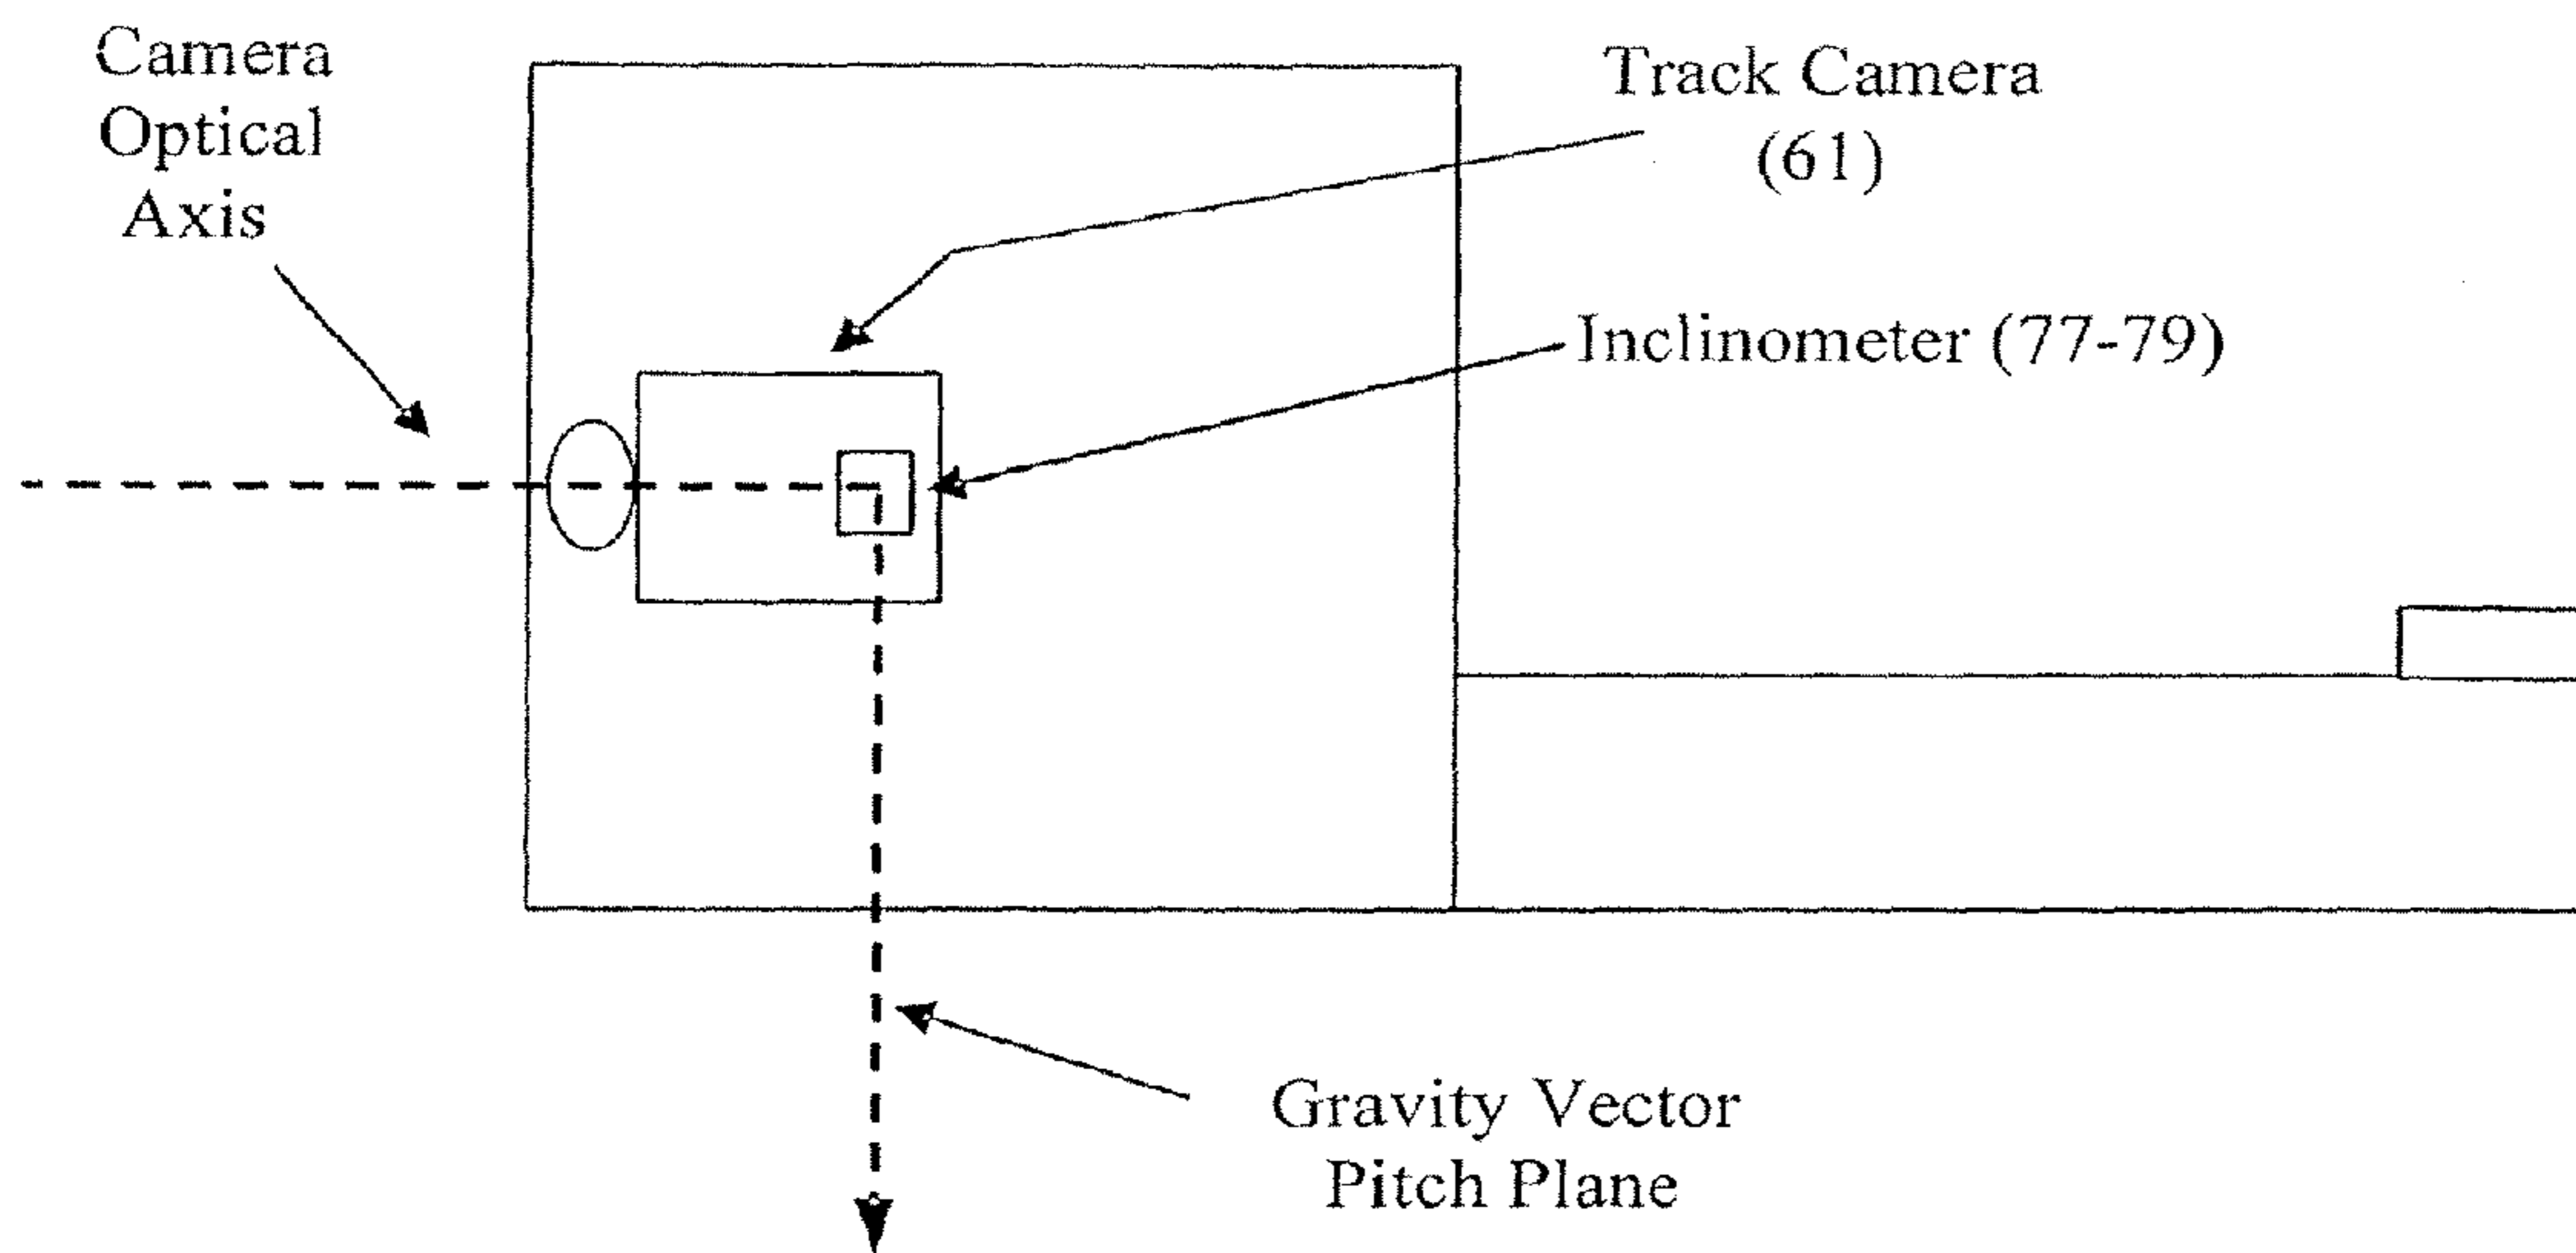 Camera
Optical
Axis
Track Camera
(61)
Inclinometer (77-79)
Gravity Vector
Pitch Plane